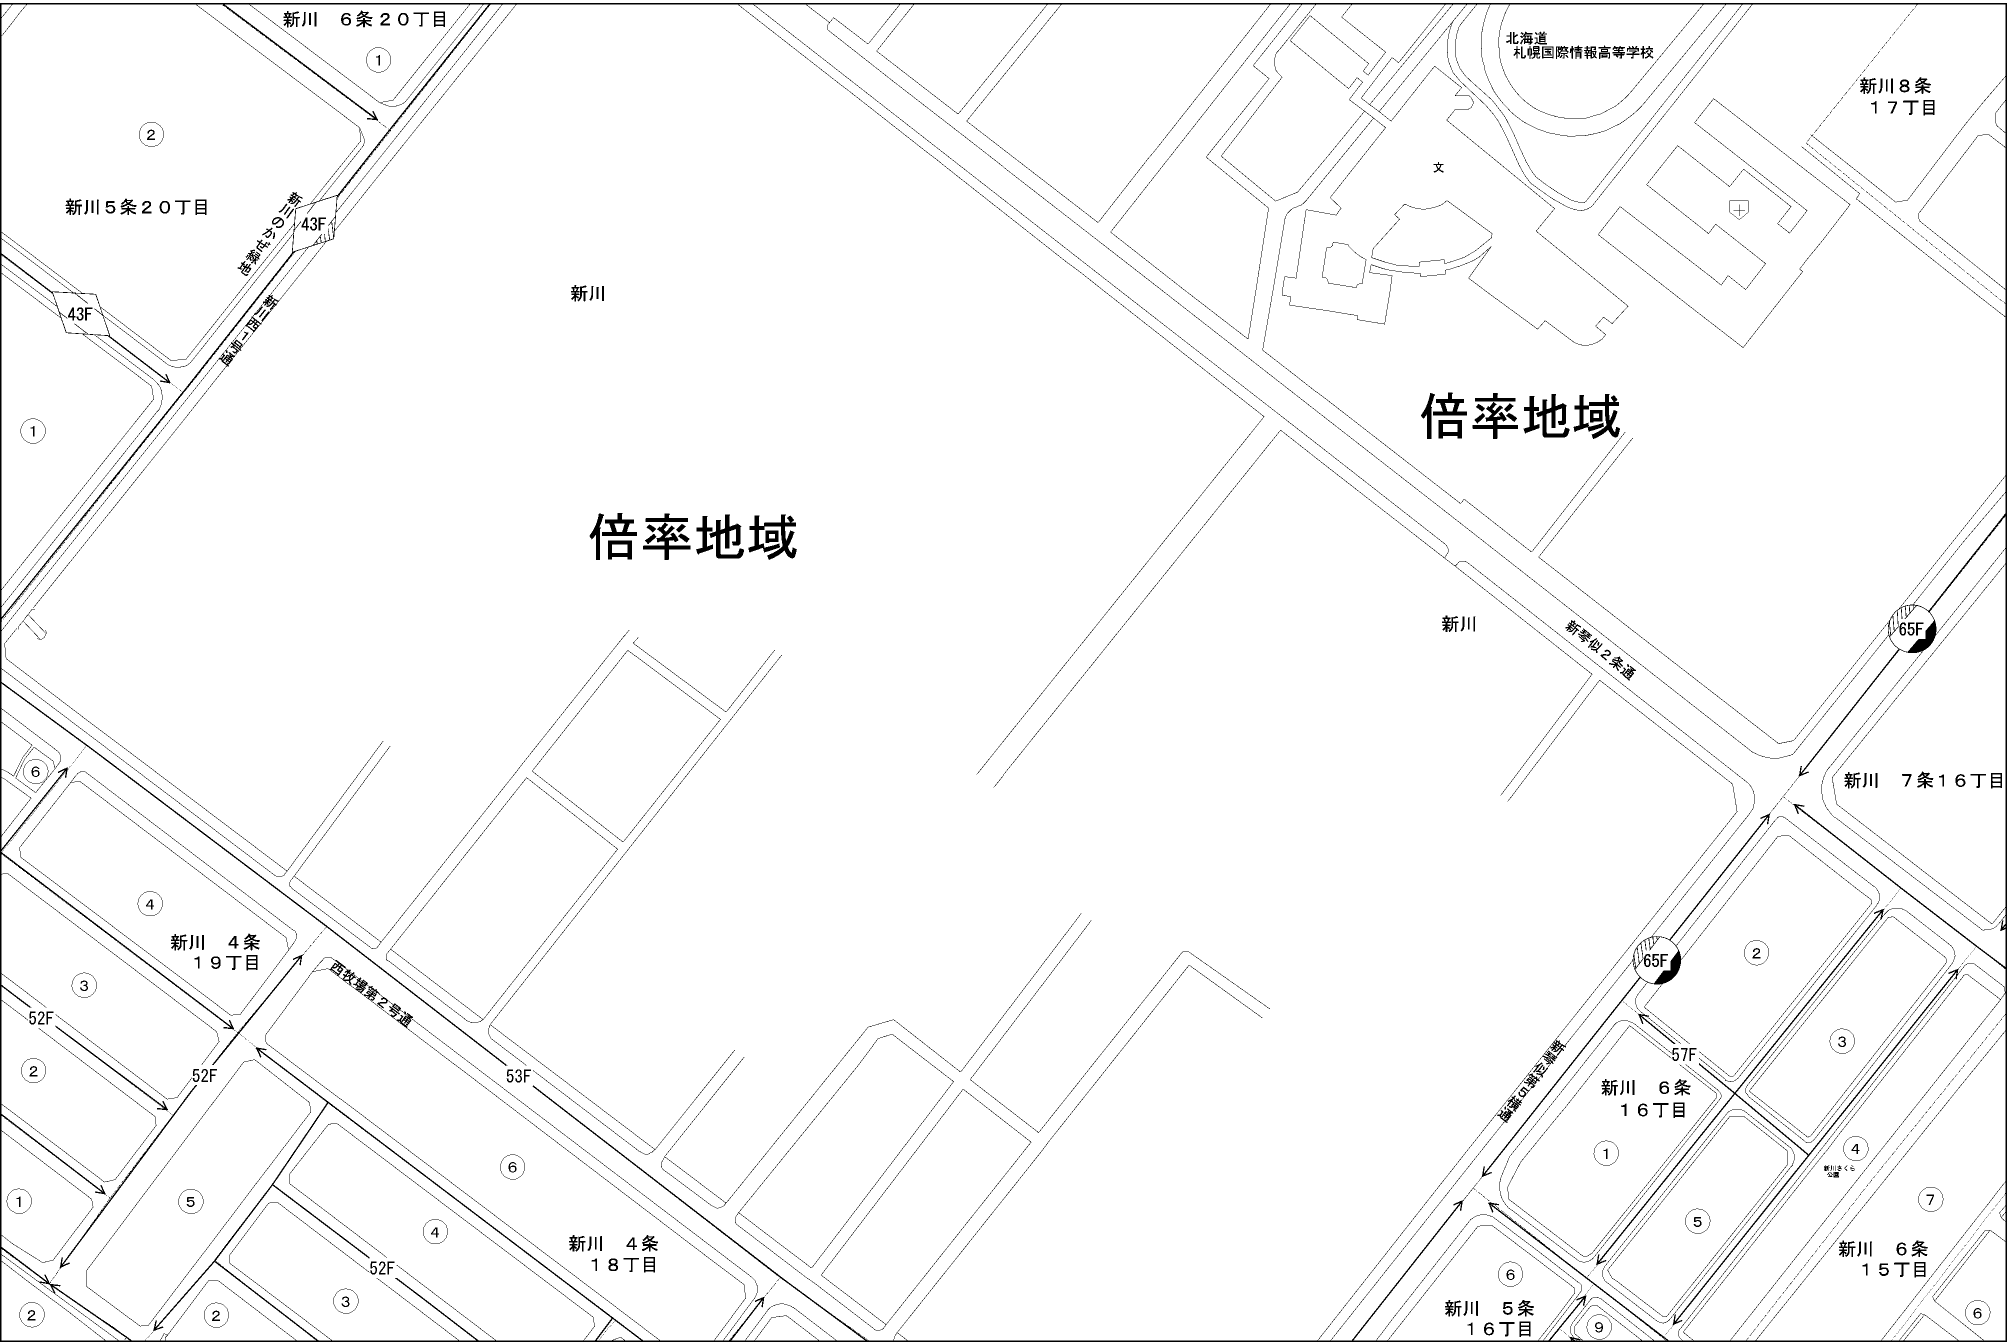 新川　６条２０丁目
①
北海道
札幌国際情報高等学校
新川８条
１７丁目
②
文
新川５条２０丁目
新川のかぜ緑地
43F
新川
43F
新川西１号通
倍率地域
①
倍率地域
新川
65F
新琴似２条通
⑥
新川　７条１６丁目
④
新川　４条
１９丁目
②
65F
③
西牧場第２号通
52F
③
57F
②
52F
53F
新琴似第５横通
新川　６条
１６丁目
④
①
⑥
新川さくら
公園
①
⑤
⑦
④
⑤
新川　４条
１８丁目
新川　６条
１５丁目
52F
⑥
③
②
②
新川　５条
１６丁目
⑨
⑥